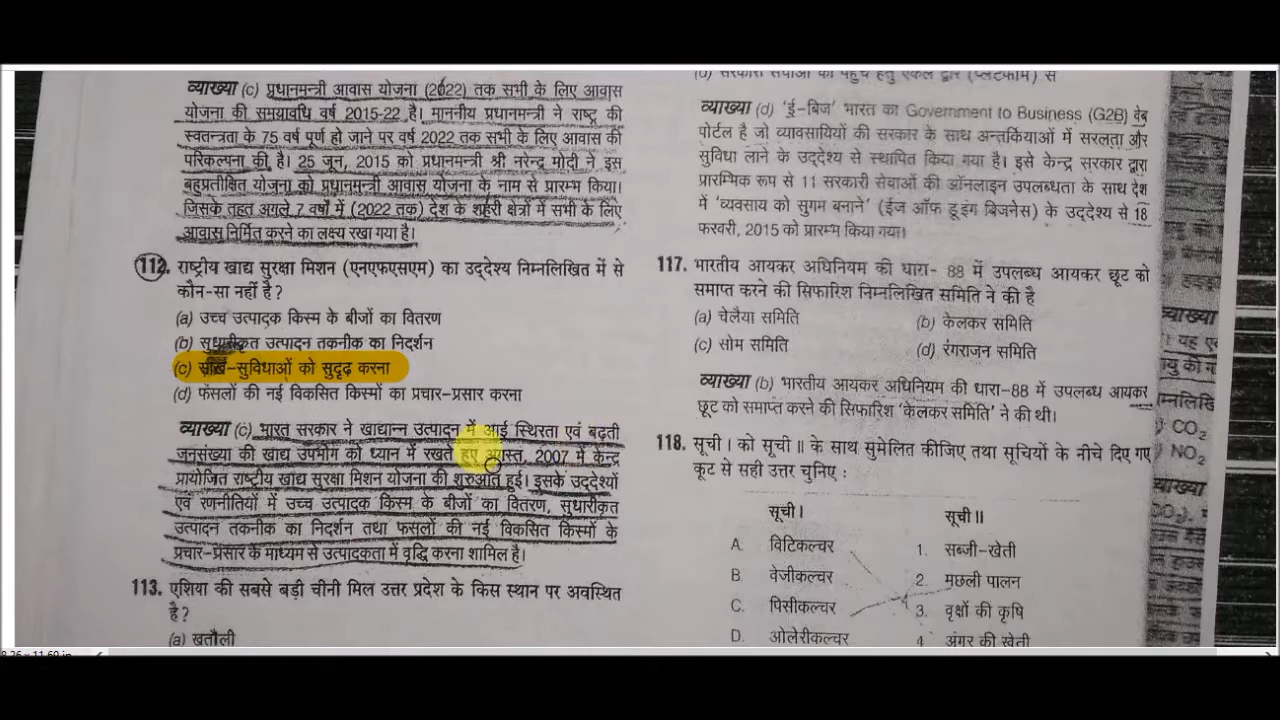 व्याख्या (c) प्रधानमन्त्री आवास योजना (2022) तक सभी के लिए आवास
योजना की समयावधि वर्ष 2015-22 है। माननीय प्रधानमन्त्री ने राष्ट्र की
स्वतन्त्रता के 75 वर्ष पूर्ण हो जाने पर वर्ष 2022 तक सभी के लिए आवास की
परिकल्पना की है। 25 जून, 2015 को प्रधानमन्त्री श्री नरेन्द्र मोदी ने इस
बहुप्रतीक्षित योजना को प्रधानमन्त्री आवास योजना के नाम से प्रारम्भ किया।
जिसके तहत अगले 7 वर्षों में (2022 तक) देश के शहरी क्षेत्रों में सभी के लिए
आवास निर्मित करने का लक्ष्य रखा गया है।
112. राष्ट्रीय खाद्य सुरक्षा मिशन (एनएफएसएम) का उद्देश्य निम्नलिखित में से
कौन-सा नहीं है?
(a) उच्च उत्पादक किस्म के बीजों का वितरण
(b) सुधारीकृत उत्पादन तकनीक का निदर्शन
(c) साख-सुविधाओं को सुदृढ़ करना
(d) फसलों की नई विकसित किस्मों का प्रचार-प्रसार करना
व्याख्या (c) भारत सरकार ने खाद्यान्न उत्पादन में आई स्थिरता एवं बढ़ती
जनसंख्या की खाद्य उपभोग को ध्यान में रखते हुए अगस्त, 2007 में केन्द्र
प्रायोजित राष्ट्रीय खाद्य सुरक्षा मिशन योजना की शुरुआत हुई। इसके उद्देश्यों
एवं रणनीतियों में उच्च उत्पादक किस्म के बीजों का वितरण, सुधारीकृत
उत्पादन तकनीक का निदर्शन तथा फसलों की नई विकसित किस्मों के
प्रचार-प्रसार के माध्यम से उत्पादकता में वृद्धि करना शामिल है।
113. एशिया की सबसे बड़ी चीनी मिल उत्तर प्रदेश के किस स्थान पर अवस्थित
है?
(a) खतौली
व्याख्या (d) 'ई-बिज' भारत का Government to Business (G2B) वेब
पोर्टल है जो व्यावसायियों की सरकार के साथ अन्तर्कियाओं में सरलता और
सुविधा लाने के उद्देश्य से स्थापित किया गया है। इसे केन्द्र सरकार द्वारा
प्रारम्भिक रूप से 11 सरकारी सेवाओं की ऑनलाइन उपलब्धता के साथ देश
में 'व्यवसाय को सुगम बनाने' (ईज ऑफ डूइंग बिजनेस) के उद्देश्य से 18
फरवरी, 2015 को प्रारम्भ किया गया।
117. भारतीय आयकर अधिनियम की धारा- 88 में उपलब्ध आयकर छूट को
समाप्त करने की सिफारिश निम्नलिखित समिति ने की है
(a) चेलैया समिति
(b) केलकर समिति
(c) सोम समिति
(d) रंगराजन समिति
व्याख्या (b) भारतीय आयकर अधिनियम की धारा-88 में उपलब्ध आयकर
छूट को समाप्त करने की सिफारिश 'केलकर समिति' ने की थी।
118. सूची I को सूची II के साथ सुमेलित कीजिए तथा सूचियों के नीचे दिए गए
कूट से सही उत्तर चुनिए :
सूची I सूची II
A. विटिकल्चर 1. सब्जी-खेती
B. वेजीकल्चर 2. मछली पालन
C. पिसीकल्चर 3. वृक्षों की कृषि
D. ओलेरीकल्चर 4 अंगूर की खेती
व्याख्या
CO2
NO2
व्याख्या
8.26 x 11.69 in